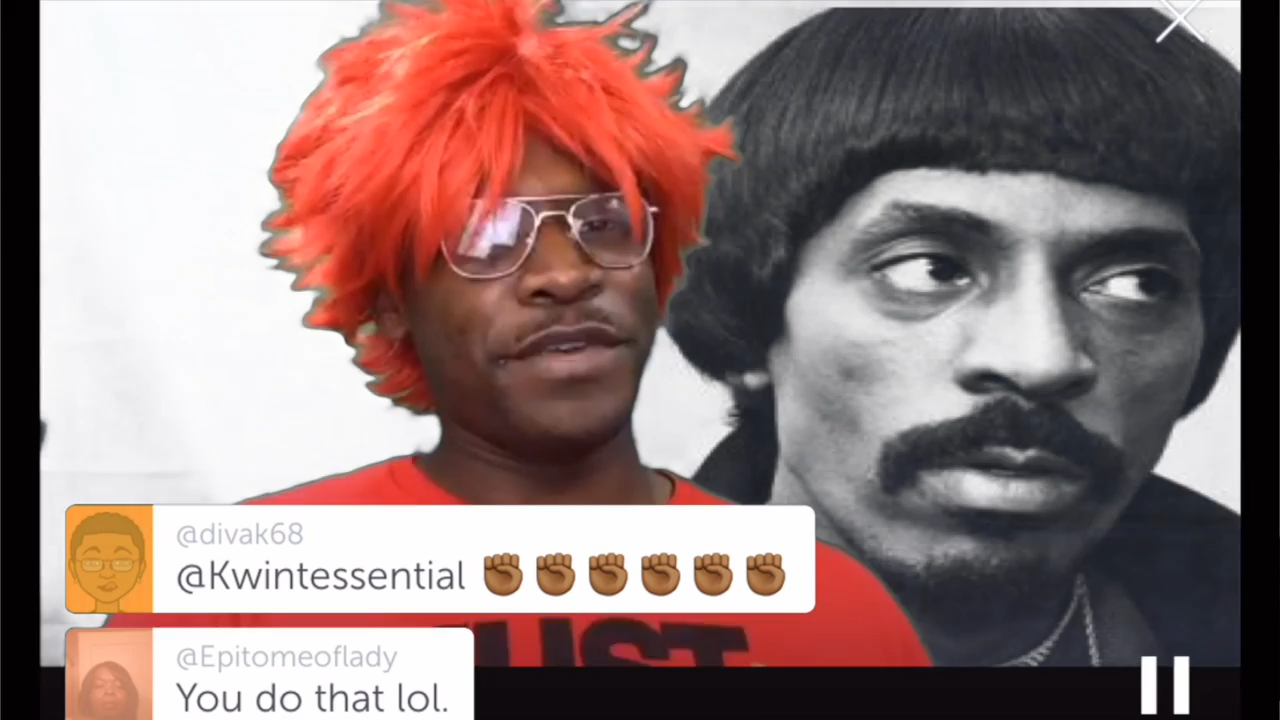 @divak68
@Kwintessential ✊🏾✊🏾✊🏾✊🏾✊🏾✊🏾
@Epitomeoflady
You do that lol.